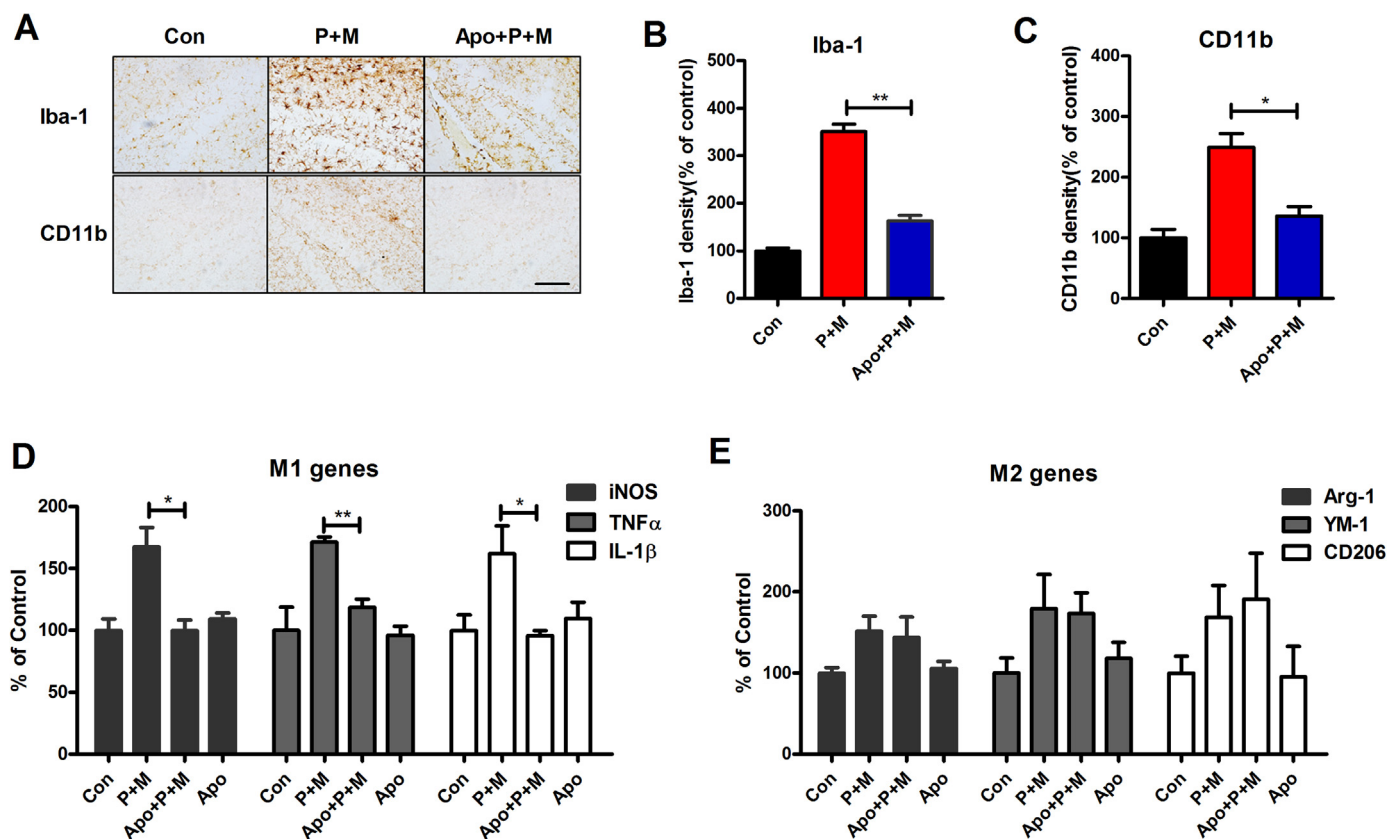 A
Con
P+M
Apo+P+M
Iba-1
CD11b
B
Iba-1
Iba-1 density(% of control)
500
400
300
200
100
0
**
Con
P+M
Apo+P+M
C
CD11b
CD11b density(% of control)
400
300
200
100
0
*
Con
P+M
Apo+P+M
D
M1 genes
iNOS
TNFα
IL-1β
% of Control
200
150
100
50
0
*
**
*
Con
P+M
Apo+P+M
Apo
Con
P+M
Apo+P+M
Apo
Con
P+M
Apo+P+M
Apo
E
M2 genes
Arg-1
YM-1
CD206
% of Control
300
200
100
0
Con
P+M
Apo+P+M
Apo
Con
P+M
Apo+P+M
Apo
Con
P+M
Apo+P+M
Apo